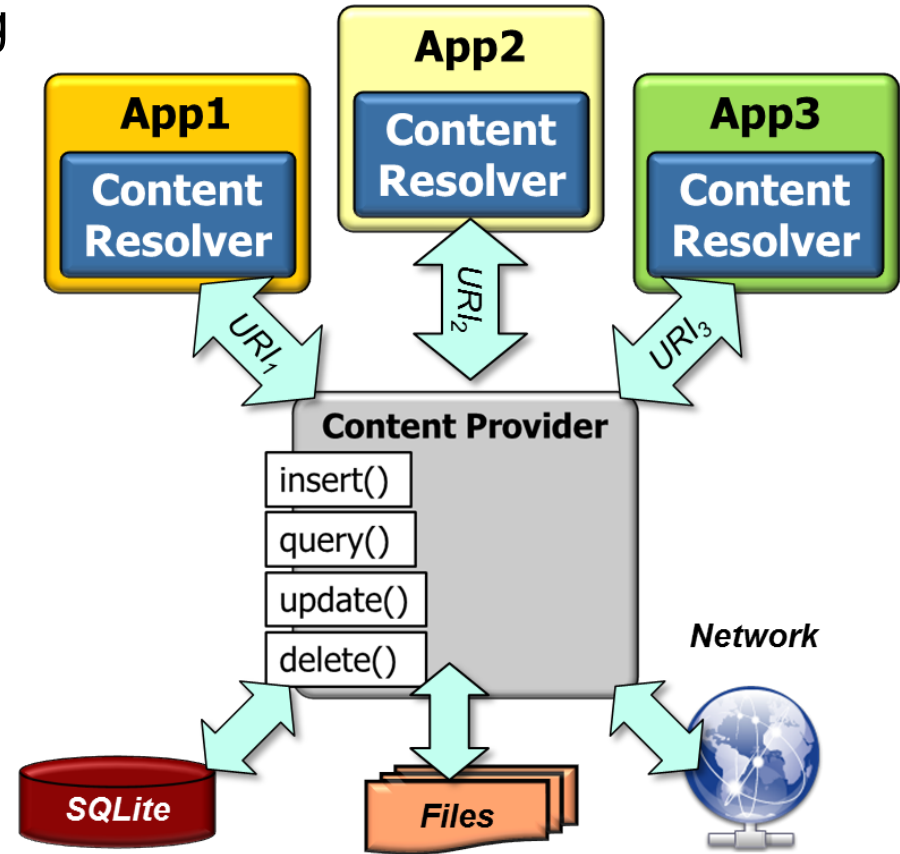 g
App1
Content
Resolver
App2
Content
Resolver
App3
Content
Resolver
URI₁
URI₂
URI₃
Content Provider
insert()
query()
update()
delete()
Network
SQLite
Files